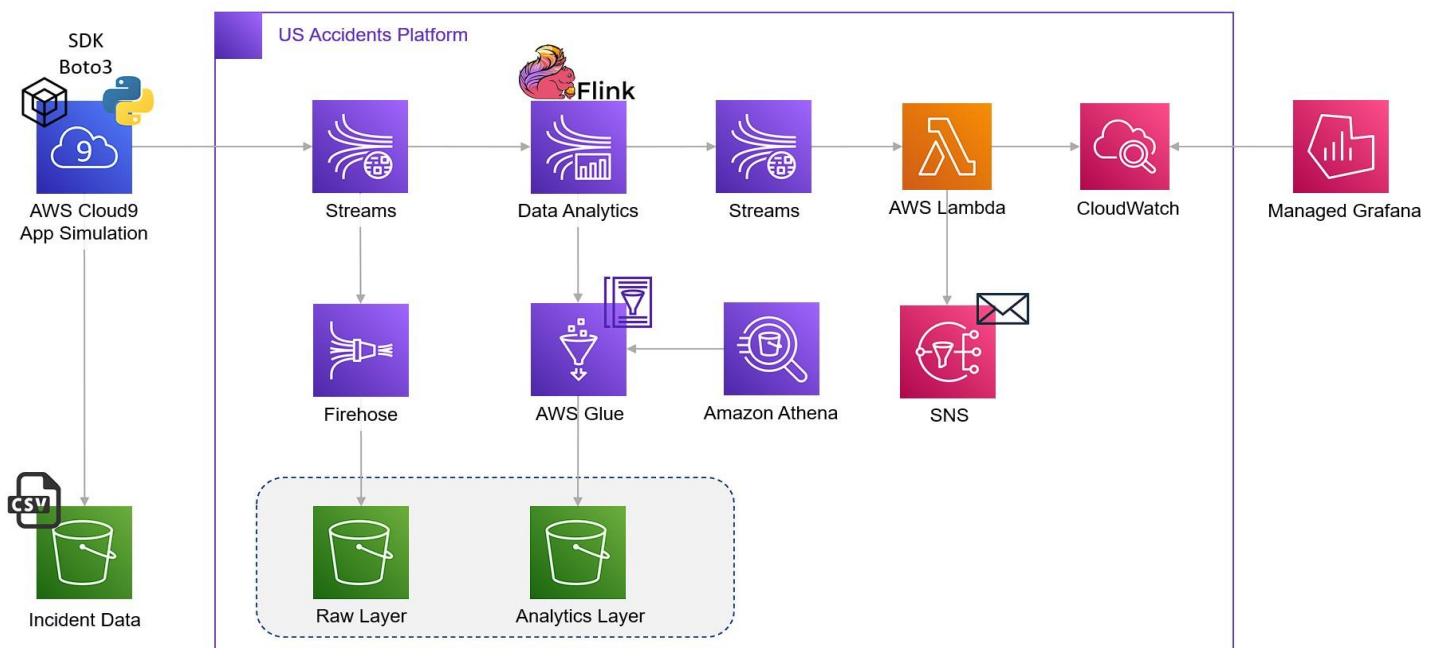 US Accidents Platform
SDK
Boto3
Flink
9
AWS Cloud9
App Simulation
Streams
Data Analytics
Streams
AWS Lambda
CloudWatch
Managed Grafana
Firehose
AWS Glue
Amazon Athena
SNS
CSV
Incident Data
Raw Layer
Analytics Layer